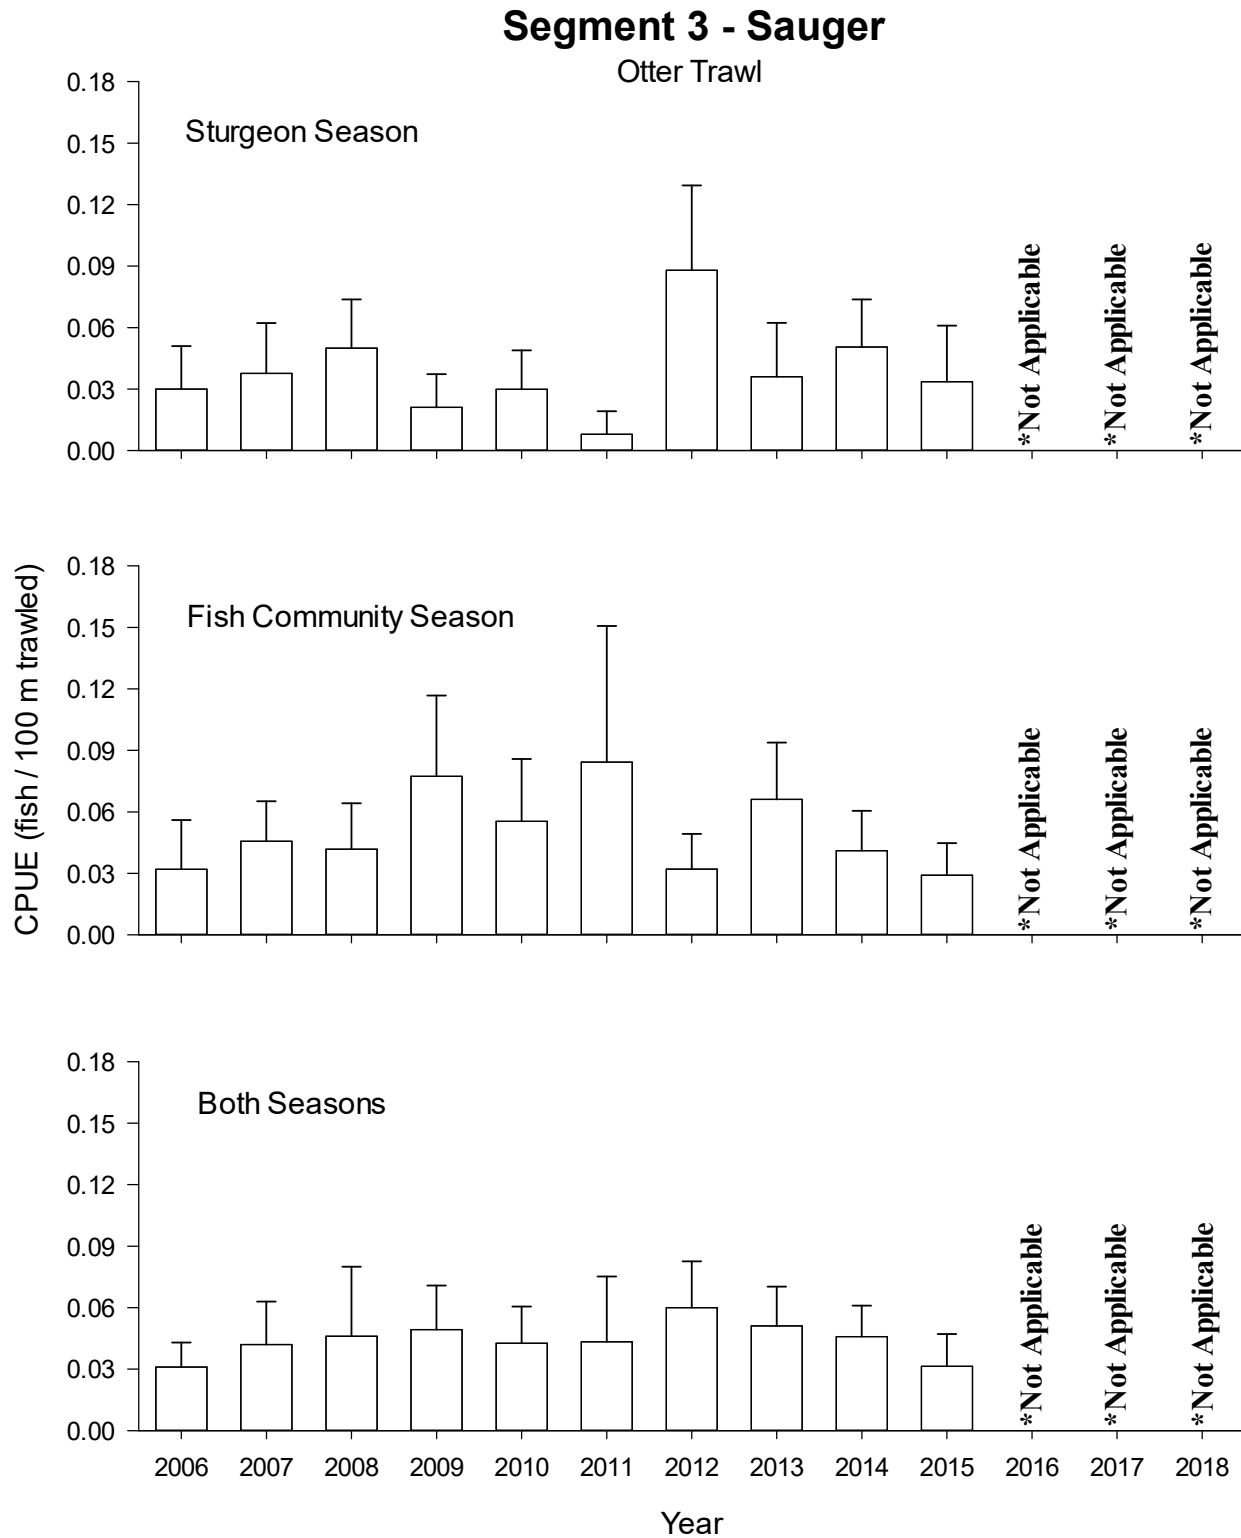 Segment 3 - Sauger
Otter Trawl
Sturgeon Season
0.18
0.15
0.12
0.09
0.06
0.03
0.00
*Not Applicable
*Not Applicable
*Not Applicable
CPUE (fish / 100 m trawled)
Fish Community Season
0.18
0.15
0.12
0.09
0.06
0.03
0.00
*Not Applicable
*Not Applicable
*Not Applicable
Both Seasons
0.18
0.15
0.12
0.09
0.06
0.03
0.00
*Not Applicable
*Not Applicable
*Not Applicable
2006 2007 2008 2009 2010 2011 2012 2013 2014 2015 2016 2017 2018
Year